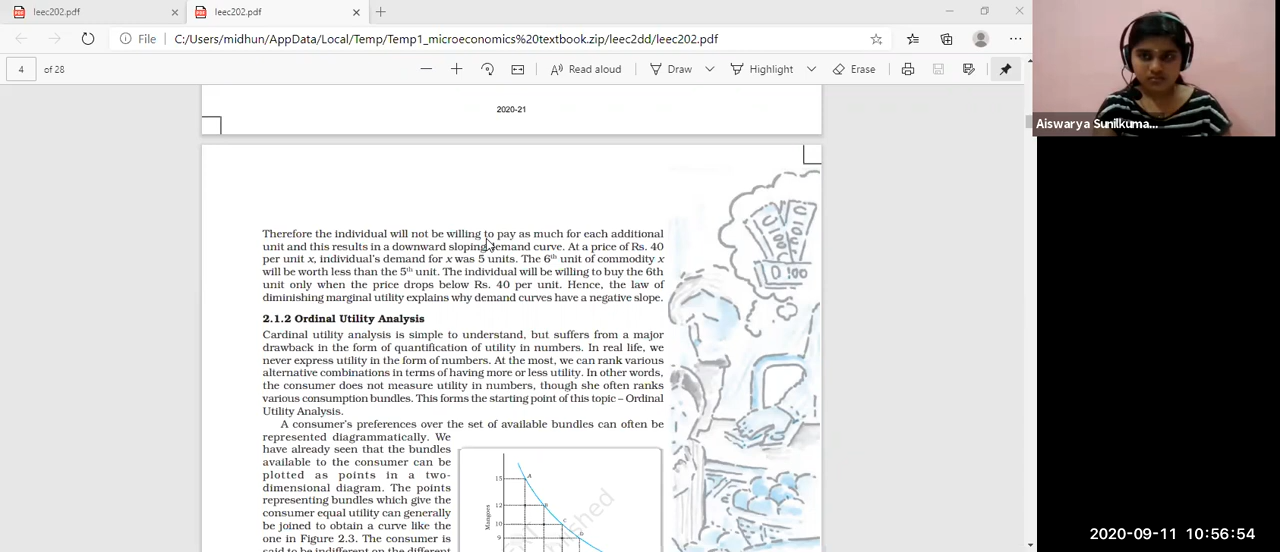 leec202.pdf
leec202.pdf
File C:/Users/midhun/AppData/Local/Temp/Temp1_microeconomics%20textbook.zip/leec2dd/leec202.pdf
4 of 28
Read aloud Draw Highlight Erase
2020-21
Therefore the individual will not be willing to pay as much for each additional
unit and this results in a downward sloping demand curve. At a price of Rs. 40
per unit x, individual's demand for x was 5 units. The 6th unit of commodity x
will be worth less than the 5th unit. The individual will be willing to buy the 6th
unit only when the price drops below Rs. 40 per unit. Hence, the law of
diminishing marginal utility explains why demand curves have a negative slope.
2.1.2 Ordinal Utility Analysis
Cardinal utility analysis is simple to understand, but suffers from a major
drawback in the form of quantification of utility in numbers. In real life, we
never express utility in the form of numbers. At the most, we can rank various
alternative combinations in terms of having more or less utility. In other words,
the consumer does not measure utility in numbers, though she often ranks
various consumption bundles. This forms the starting point of this topic – Ordinal
Utility Analysis.
A consumer's preferences over the set of available bundles can often be
represented diagrammatically. We
have already seen that the bundles
available to the consumer can be
plotted as points in a two-
dimensional diagram. The points
representing bundles which give the
consumer equal utility can generally
be joined to obtain a curve like the
one in Figure 2.3. The consumer is
said to be indifferent on the different
15
A
12
B
10
C
9
D
Mangoes
Aiswarya Sunilkuma...
2020-09-11 10:56:54